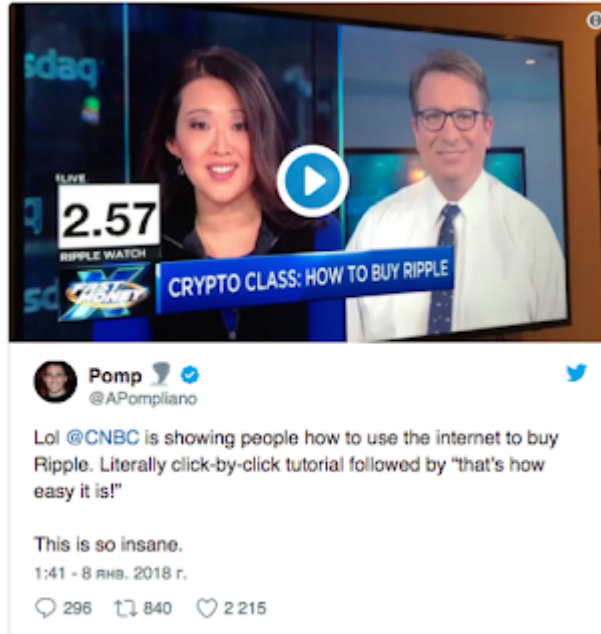 sdaq
LIVE
2.57
RIPPLE WATCH
FAST
MONEY
CRYPTO CLASS: HOW TO BUY RIPPLE
Pomp
@APompliano
Lol @CNBC is showing people how to use the internet to buy
Ripple. Literally click-by-click tutorial followed by “that's how
easy it is!”
This is so insane.
1:41 - 8 янв. 2018 г.
296 840 2 215